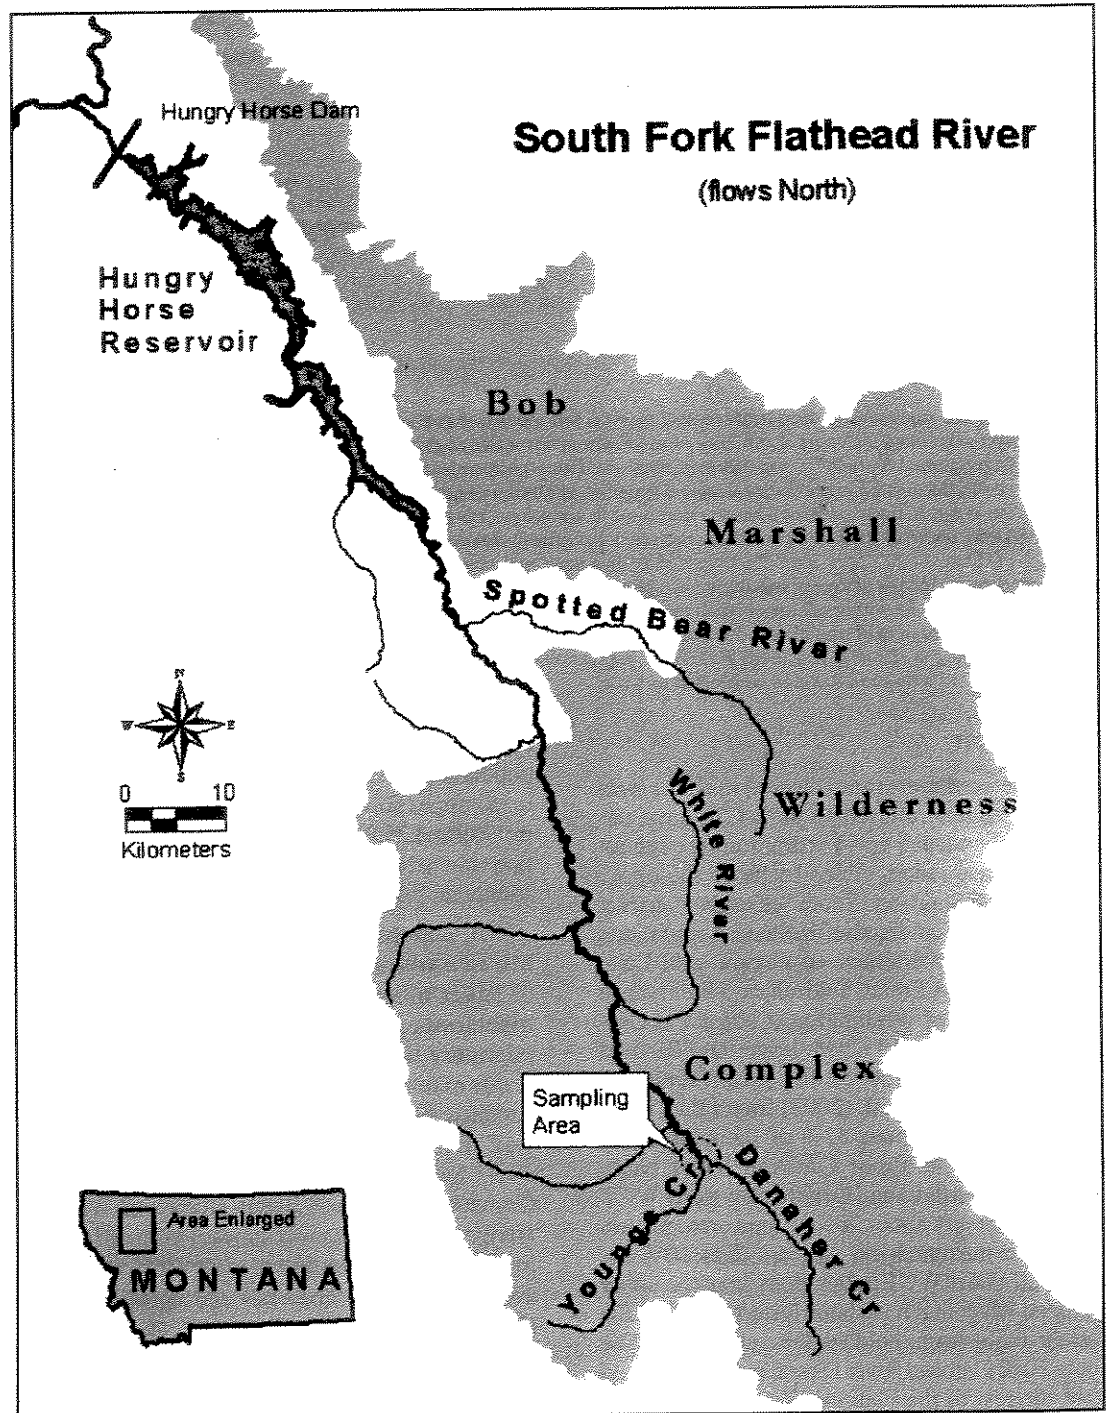 Hungry Horse Dam
South Fork Flathead River
(flows North)
Hungry
Horse
Reservoir
Bob
Marshall
Spotted Bear River
N
W
E
S
0 10
Kilometers
White River
Wilderness
Complex
Sampling
Area
Danaher Cr
Youngs Cr
Area Enlarged
MONTANA